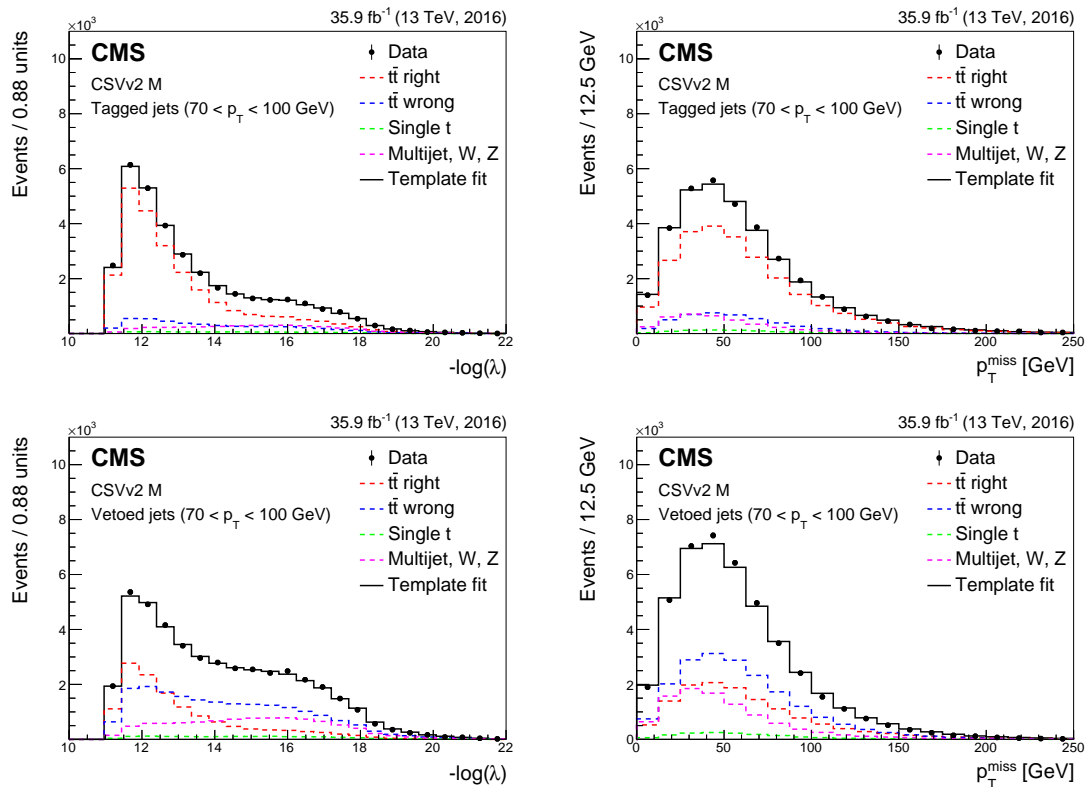 35.9 fb⁻¹ (13 TeV, 2016)
×10³
Events / 0.88 units
10
8
6
4
2
CMS
CSVv2 M
Tagged jets (70 < p_T < 100 GeV)
Data
tt̄ right
tt̄ wrong
Single t
Multijet, W, Z
Template fit
10 12 14 16 18 20 22
-log(λ)
35.9 fb⁻¹ (13 TeV, 2016)
×10³
Events / 12.5 GeV
10
8
6
4
2
0
CMS
CSVv2 M
Tagged jets (70 < p_T < 100 GeV)
Data
tt̄ right
tt̄ wrong
Single t
Multijet, W, Z
Template fit
0 50 100 150 200 250
p_T^miss [GeV]
35.9 fb⁻¹ (13 TeV, 2016)
×10³
Events / 0.88 units
10
8
6
4
2
0
CMS
CSVv2 M
Vetoed jets (70 < p_T < 100 GeV)
Data
tt̄ right
tt̄ wrong
Single t
Multijet, W, Z
Template fit
10 12 14 16 18 20 22
-log(λ)
35.9 fb⁻¹ (13 TeV, 2016)
×10³
Events / 12.5 GeV
10
8
6
4
2
0
CMS
CSVv2 M
Vetoed jets (70 < p_T < 100 GeV)
Data
tt̄ right
tt̄ wrong
Single t
Multijet, W, Z
Template fit
0 50 100 150 200 250
p_T^miss [GeV]